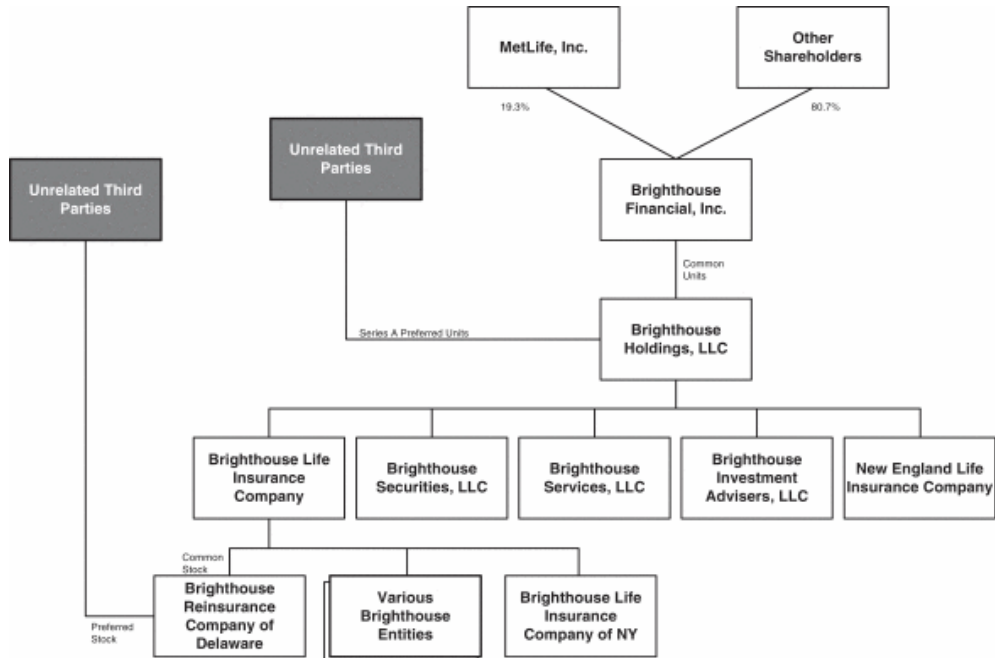 MetLife, Inc.
Other
Shareholders
19.3%
80.7%
Unrelated Third
Parties
Unrelated Third
Parties
Brighthouse
Financial, Inc.
Common
Units
Series A Preferred Units
Brighthouse
Holdings, LLC
Brighthouse Life
Insurance
Company
Brighthouse
Securities, LLC
Brighthouse
Services, LLC
Brighthouse
Investment
Advisers, LLC
New England Life
Insurance Company
Common
Stock
Preferred
Stock
Brighthouse
Reinsurance
Company of
Delaware
Various
Brighthouse
Entities
Brighthouse Life
Insurance
Company of NY